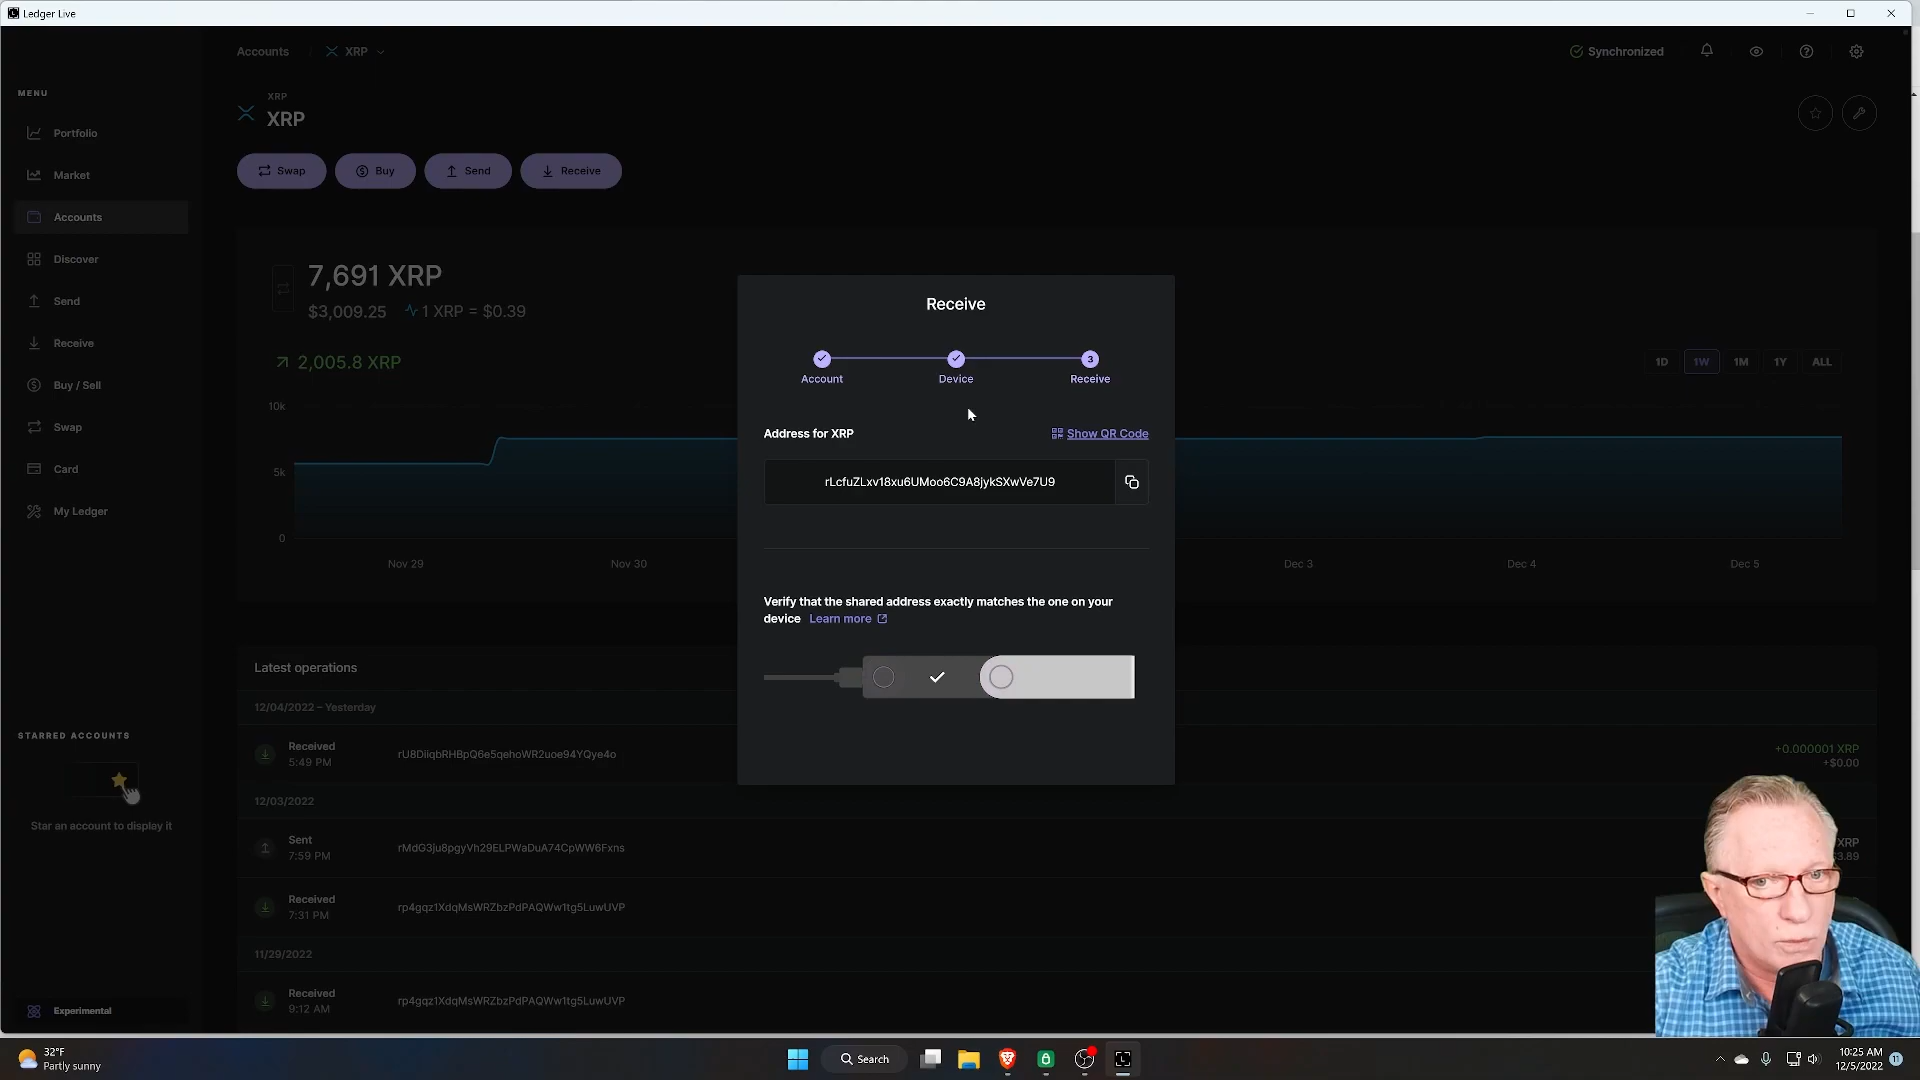 Ledger Live
Accounts
XRP
Synchronized
MENU
Portfolio
Market
Accounts
Discover
Send
Receive
Buy / Sell
Swap
Card
My Ledger
STARRED ACCOUNTS
Star an account to display it
Experimental
XRP
XRP
Swap
Buy
Send
Receive
7,691 XRP
$3,009.25 1 XRP = $0.39
2,005.8 XRP
1D 1W 1M 1Y ALL
10k
5k
0
Nov 29 Nov 30 Dec 3 Dec 4 Dec 5
Receive
Account
Device
3
Receive
Address for XRP
Show QR Code
rLcfuZLxv18xu6UMoo6C9A8jykSXwVe7U9
Verify that the shared address exactly matches the one on your
device Learn more
Latest operations
12/04/2022 – Yesterday
Received
5:49 PM
rU8DiiqbRHBpQ6e5qehoWR2uoe94YQye4o
+0.000001 XRP
+$0.00
12/03/2022
Sent
7:59 PM
rMdG3ju8pgyVh29ELPWaDuA74CpWW6Fxns
XRP
3.89
Received
7:31 PM
rp4gqz1XdqMsWRZbzPdPAQWw1tg5LuwUVP
11/29/2022
Received
9:12 AM
rp4gqz1XdqMsWRZbzPdPAQWw1tg5LuwUVP
32°F
Partly sunny
Search
10:25 AM
12/5/2022
11